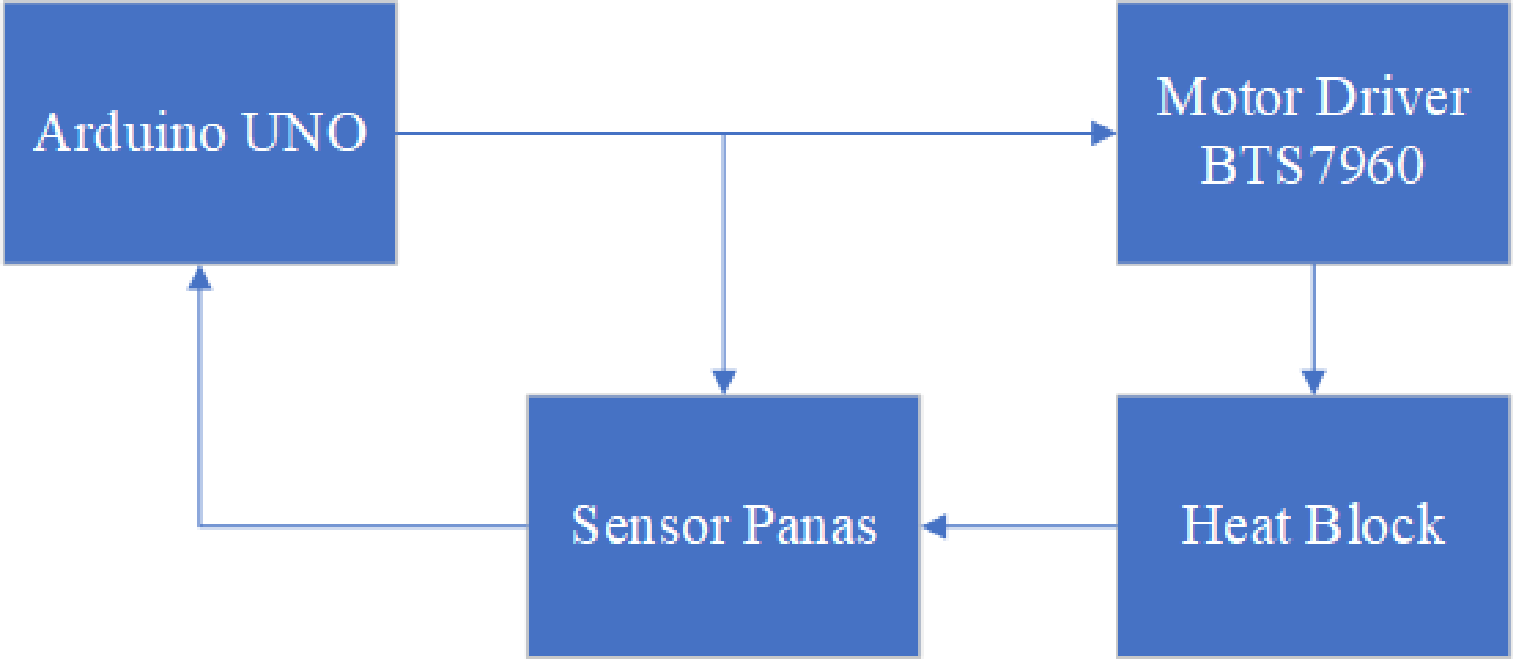 Arduino UNO
Motor Driver
BTS7960
Sensor Panas
Heat Block